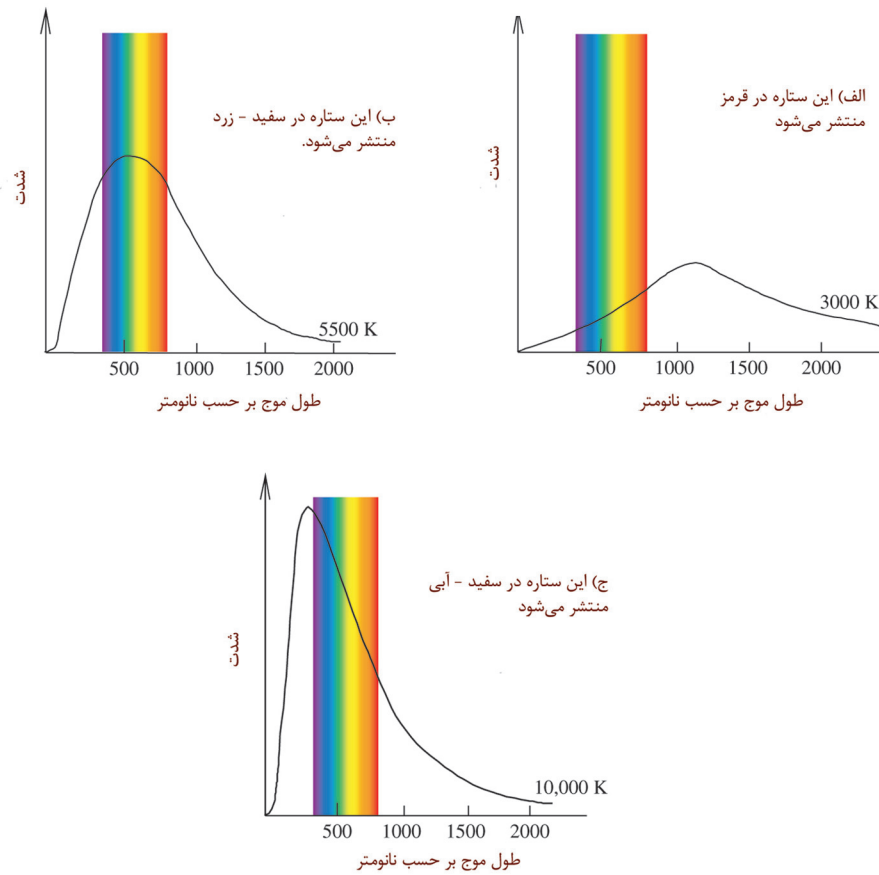 الف) این ستاره در قرمز
منتشر می‌شود
شدت
3000 K
500 1000 1500 2000
طول موج بر حسب نانومتر
ب) این ستاره در سفید - زرد
منتشر می‌شود.
شدت
5500 K
500 1000 1500 2000
طول موج بر حسب نانومتر
ج) این ستاره در سفید - آبی
منتشر می‌شود
شدت
10,000 K
500 1000 1500 2000
طول موج بر حسب نانومتر